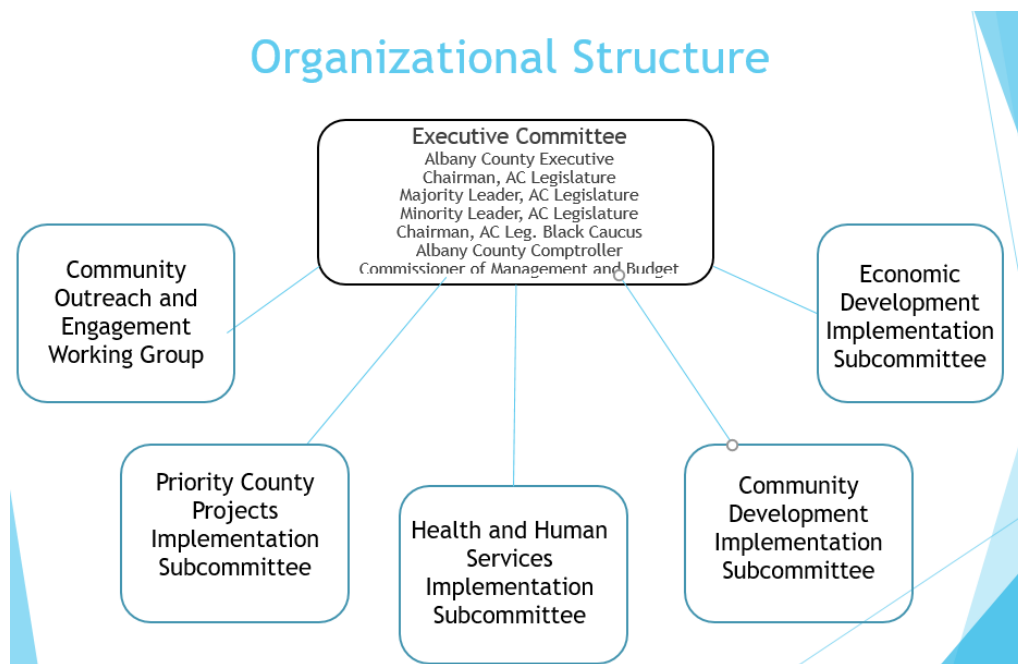 Organizational Structure
Executive Committee
Albany County Executive
Chairman, AC Legislature
Majority Leader, AC Legislature
Minority Leader, AC Legislature
Chairman, AC Leg. Black Caucus
Albany County Comptroller
Commissioner of Management and Budget
Community
Outreach and
Engagement
Working Group
Economic
Development
Implementation
Subcommittee
Priority County
Projects
Implementation
Subcommittee
Health and Human
Services
Implementation
Subcommittee
Community
Development
Implementation
Subcommittee